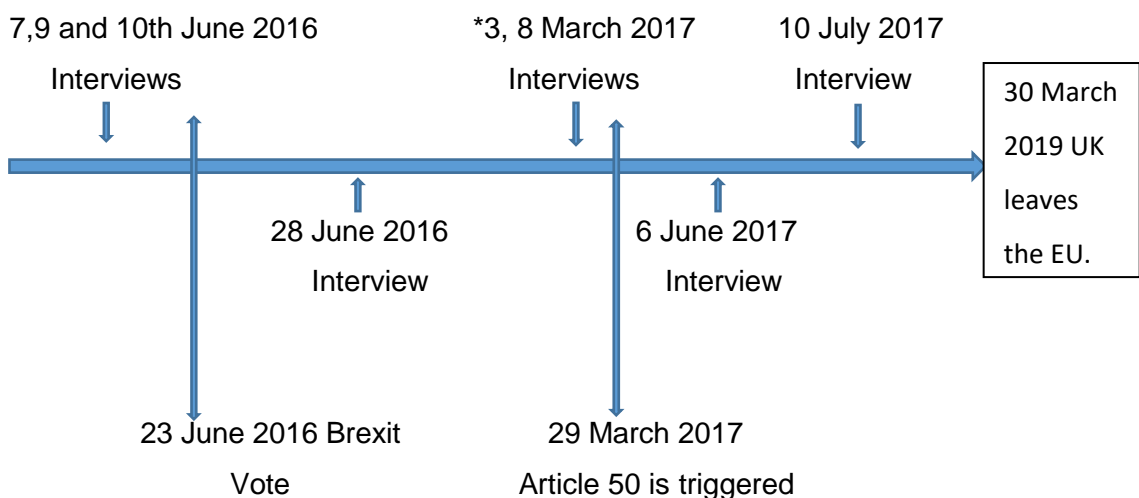 7,9 and 10th June 2016
Interviews
*3, 8 March 2017
Interviews
10 July 2017
Interview
30 March
2019 UK
leaves
the EU.
28 June 2016
Interview
6 June 2017
Interview
23 June 2016 Brexit
Vote
29 March 2017
Article 50 is triggered